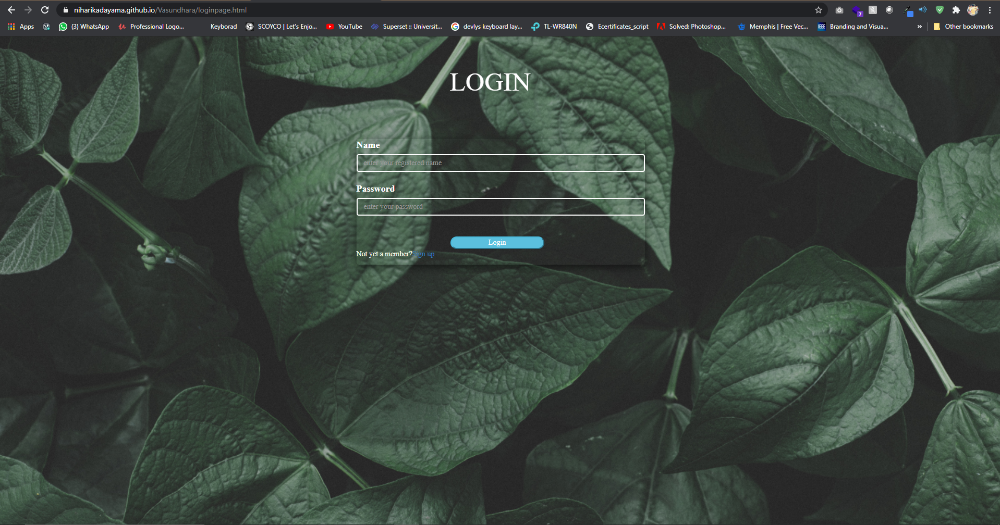 niharikadayama.github.io/Vasundhara/loginpage.html
7
Apps (3) WhatsApp Professional Logo... Keyborad SCOYCO | Let's Enjo... YouTube Superset :: Universit... devlys keyboard lay... TL-WR840N Ecertificates_script Solved: Photoshop... Memphis | Free Vec... IEEE Branding and Visua... » Other bookmarks
LOGIN
Name
enter your registered name
Password
enter your password
Login
Not yet a member?Sign up